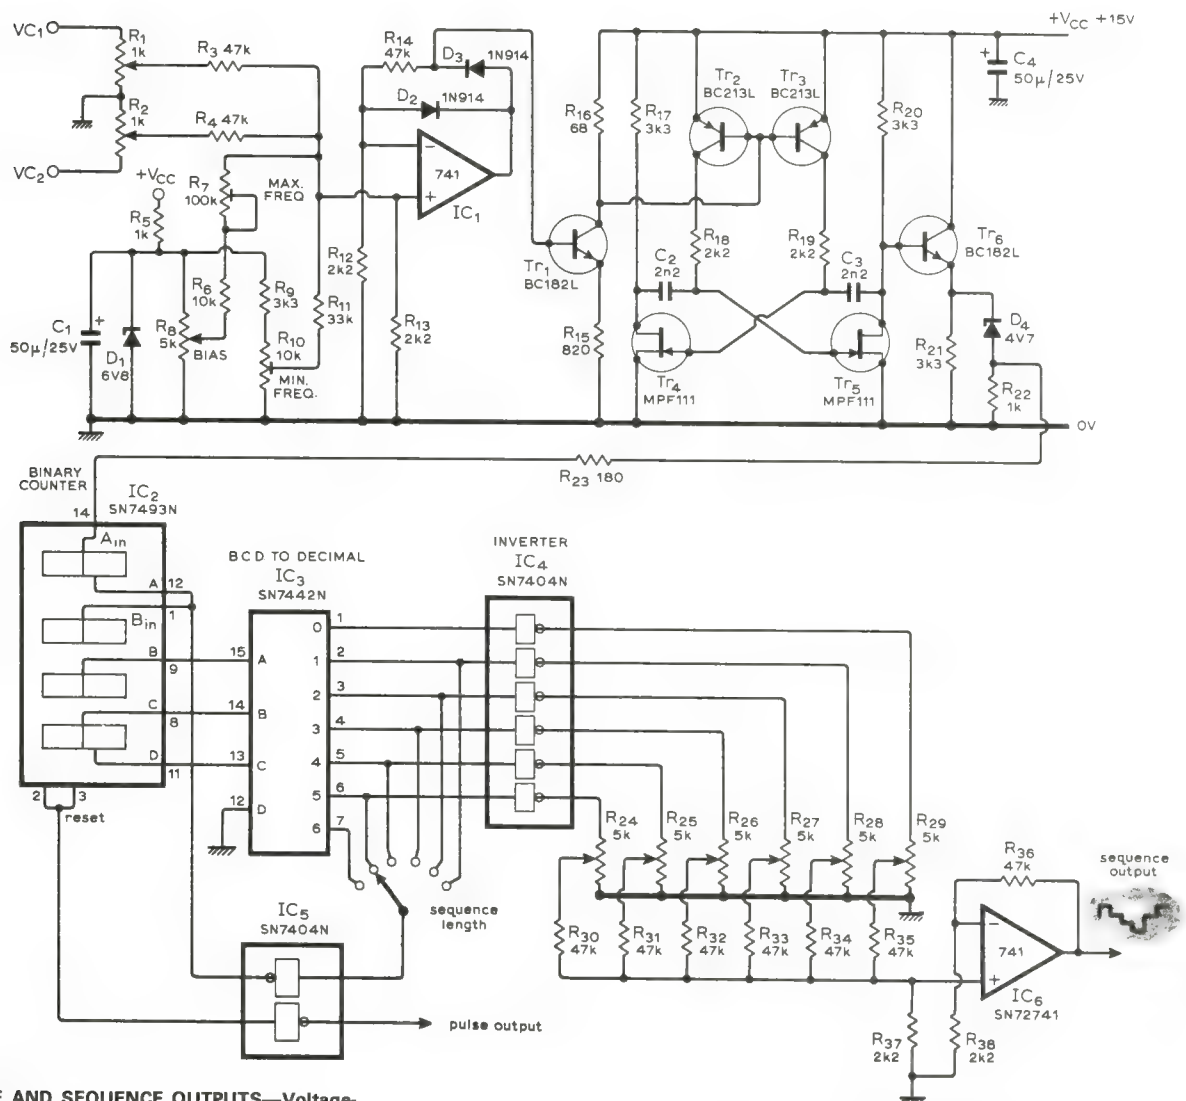 VC1
R1
1k
R3 47k
R2
1k
R4 47k
VC2
+VCC
R5
1k
R7
100k
MAX.
FREQ
R14
47k
D3
1N914
D2
1N914
−
741
+
IC1
R6
10k
R9
3k3
R8
5k
BIAS
C1
+
50μ/25V
D1
6V8
R10
10k
MIN.
FREQ.
R11
33k
R12
2k2
R13
2k2
Tr1
BC182L
R15
820
R16
68
R17
3k3
Tr2
BC213L
Tr3
BC213L
R18
2k2
R19
2k2
C2
2n2
C3
2n2
Tr4
MPF111
Tr5
MPF111
R20
3k3
Tr6
BC182L
+VCC +15V
+
C4
50μ/25V
D4
4V7
R21
3k3
R22
1k
0V
R23 180
BINARY
COUNTER
IC2
SN7493N
14
Ain
A 12
Bin 1
B 9
C 8
D 11
2 3
reset
BCD TO DECIMAL
IC3
SN7442N
15 A
14 B
13 C
12 D
0 1
1 2
2 3
3 4
4 5
5 6
6 7
INVERTER
IC4
SN7404N
sequence
length
IC5
SN7404N
pulse output
R24
5k
R25
5k
R26
5k
R27
5k
R28
5k
R29
5k
R30
47k
R31
47k
R32
47k
R33
47k
R34
47k
R35
47k
R36
47k
sequence
output
−
741
+
IC6
SN72741
R37
2k2
R38
2k2
AND SEQUENCE OUTPUTS—Voltage-